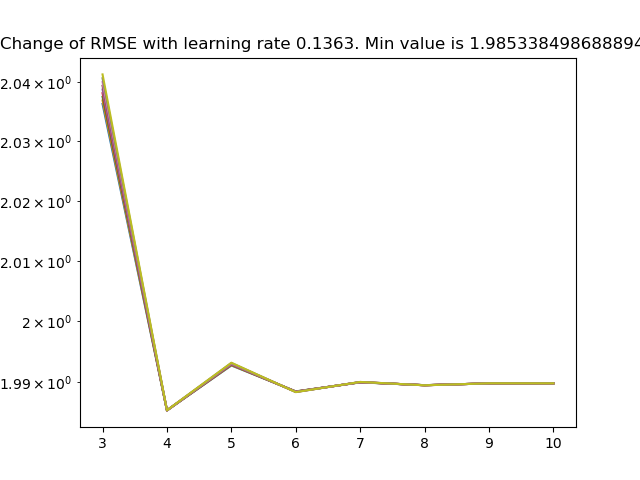 Change of RMSE with learning rate 0.1363. Min value is 1.985338498688894
2.04 × 10⁰
2.03 × 10⁰
2.02 × 10⁰
2.01 × 10⁰
2 × 10⁰
1.99 × 10⁰
3 4 5 6 7 8 9 10